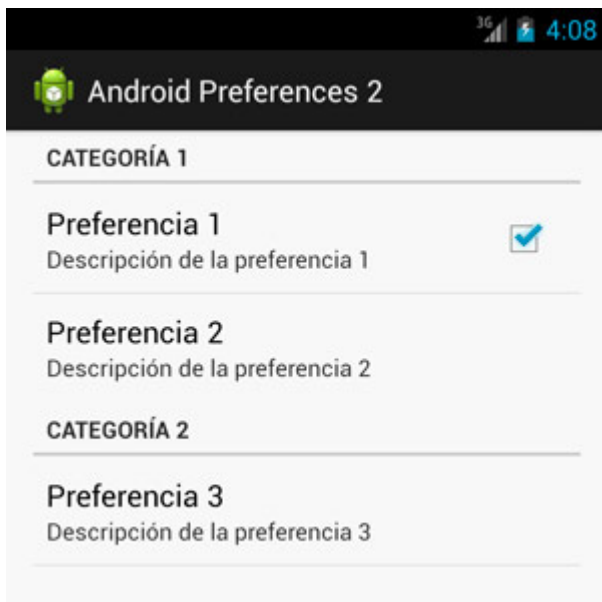 3G 4:08
Android Preferences 2
CATEGORÍA 1
Preferencia 1
Descripción de la preferencia 1
Preferencia 2
Descripción de la preferencia 2
CATEGORÍA 2
Preferencia 3
Descripción de la preferencia 3